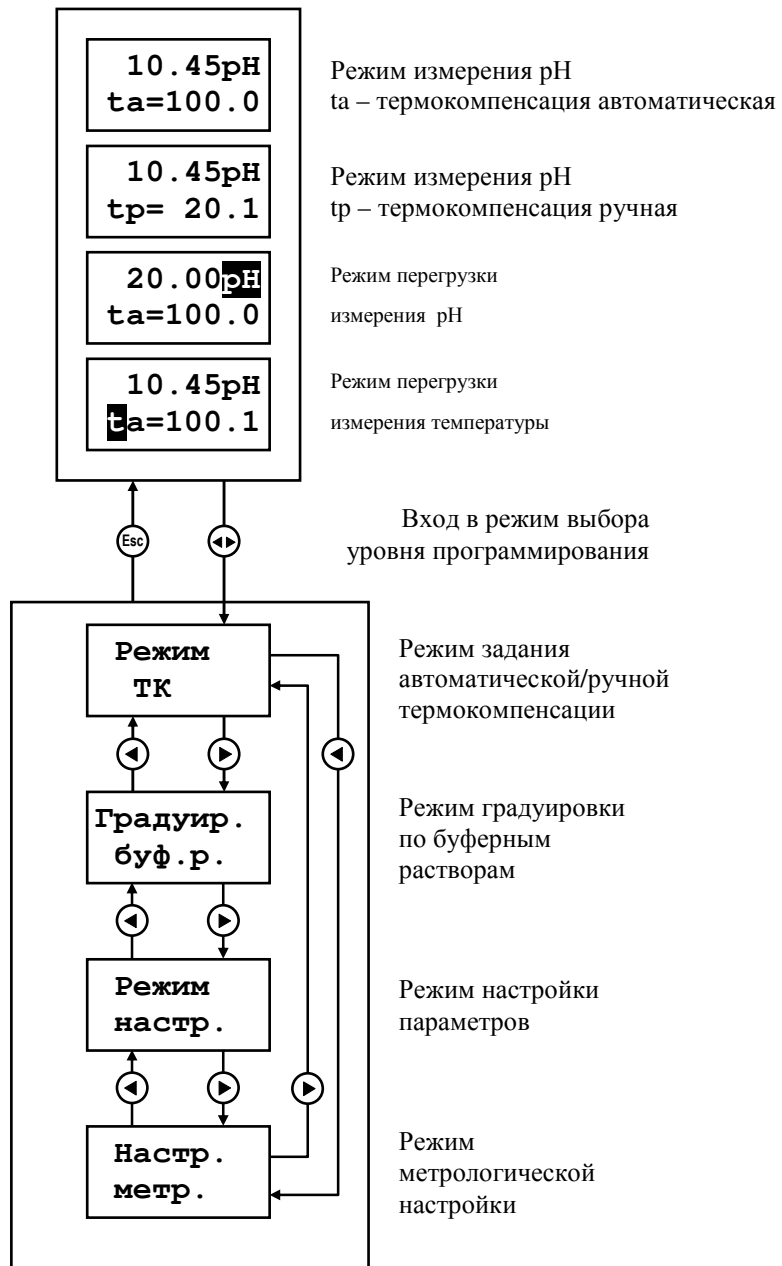 10.45pH
ta=100.0
Режим измерения pH
ta – термокомпенсация автоматическая
10.45pH
tp= 20.1
Режим измерения pH
tp – термокомпенсация ручная
20.00pH
ta=100.0
Режим перегрузки
измерения pH
10.45pH
ta=100.1
Режим перегрузки
измерения температуры
Esc
Вход в режим выбора
уровня программирования
Режим
ТК
Режим задания
автоматической/ручной
термокомпенсации
Градуир.
буф.р.
Режим градуировки
по буферным
растворам
Режим
настр.
Режим настройки
параметров
Настр.
метр.
Режим
метрологической
настройки